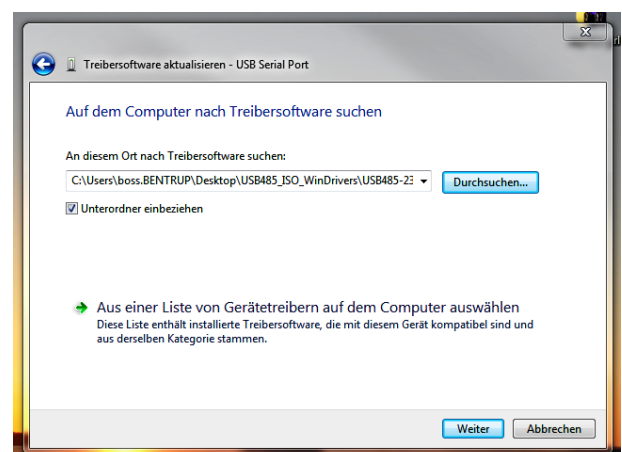 Treibersoftware aktualisieren - USB Serial Port
Auf dem Computer nach Treibersoftware suchen
An diesem Ort nach Treibersoftware suchen:
C:\Users\boss.BENTRUP\Desktop\USB485_ISO_WinDrivers\USB485-23
Durchsuchen...
Unterordner einbeziehen
Aus einer Liste von Gerätetreibern auf dem Computer auswählen
Diese Liste enthält installierte Treibersoftware, die mit diesem Gerät kompatibel sind und
aus derselben Kategorie stammen.
Weiter
Abbrechen